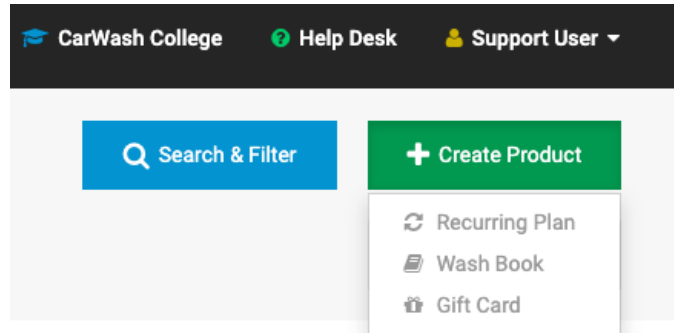 CarWash College Help Desk Support User
Search & Filter Create Product
Recurring Plan
Wash Book
Gift Card